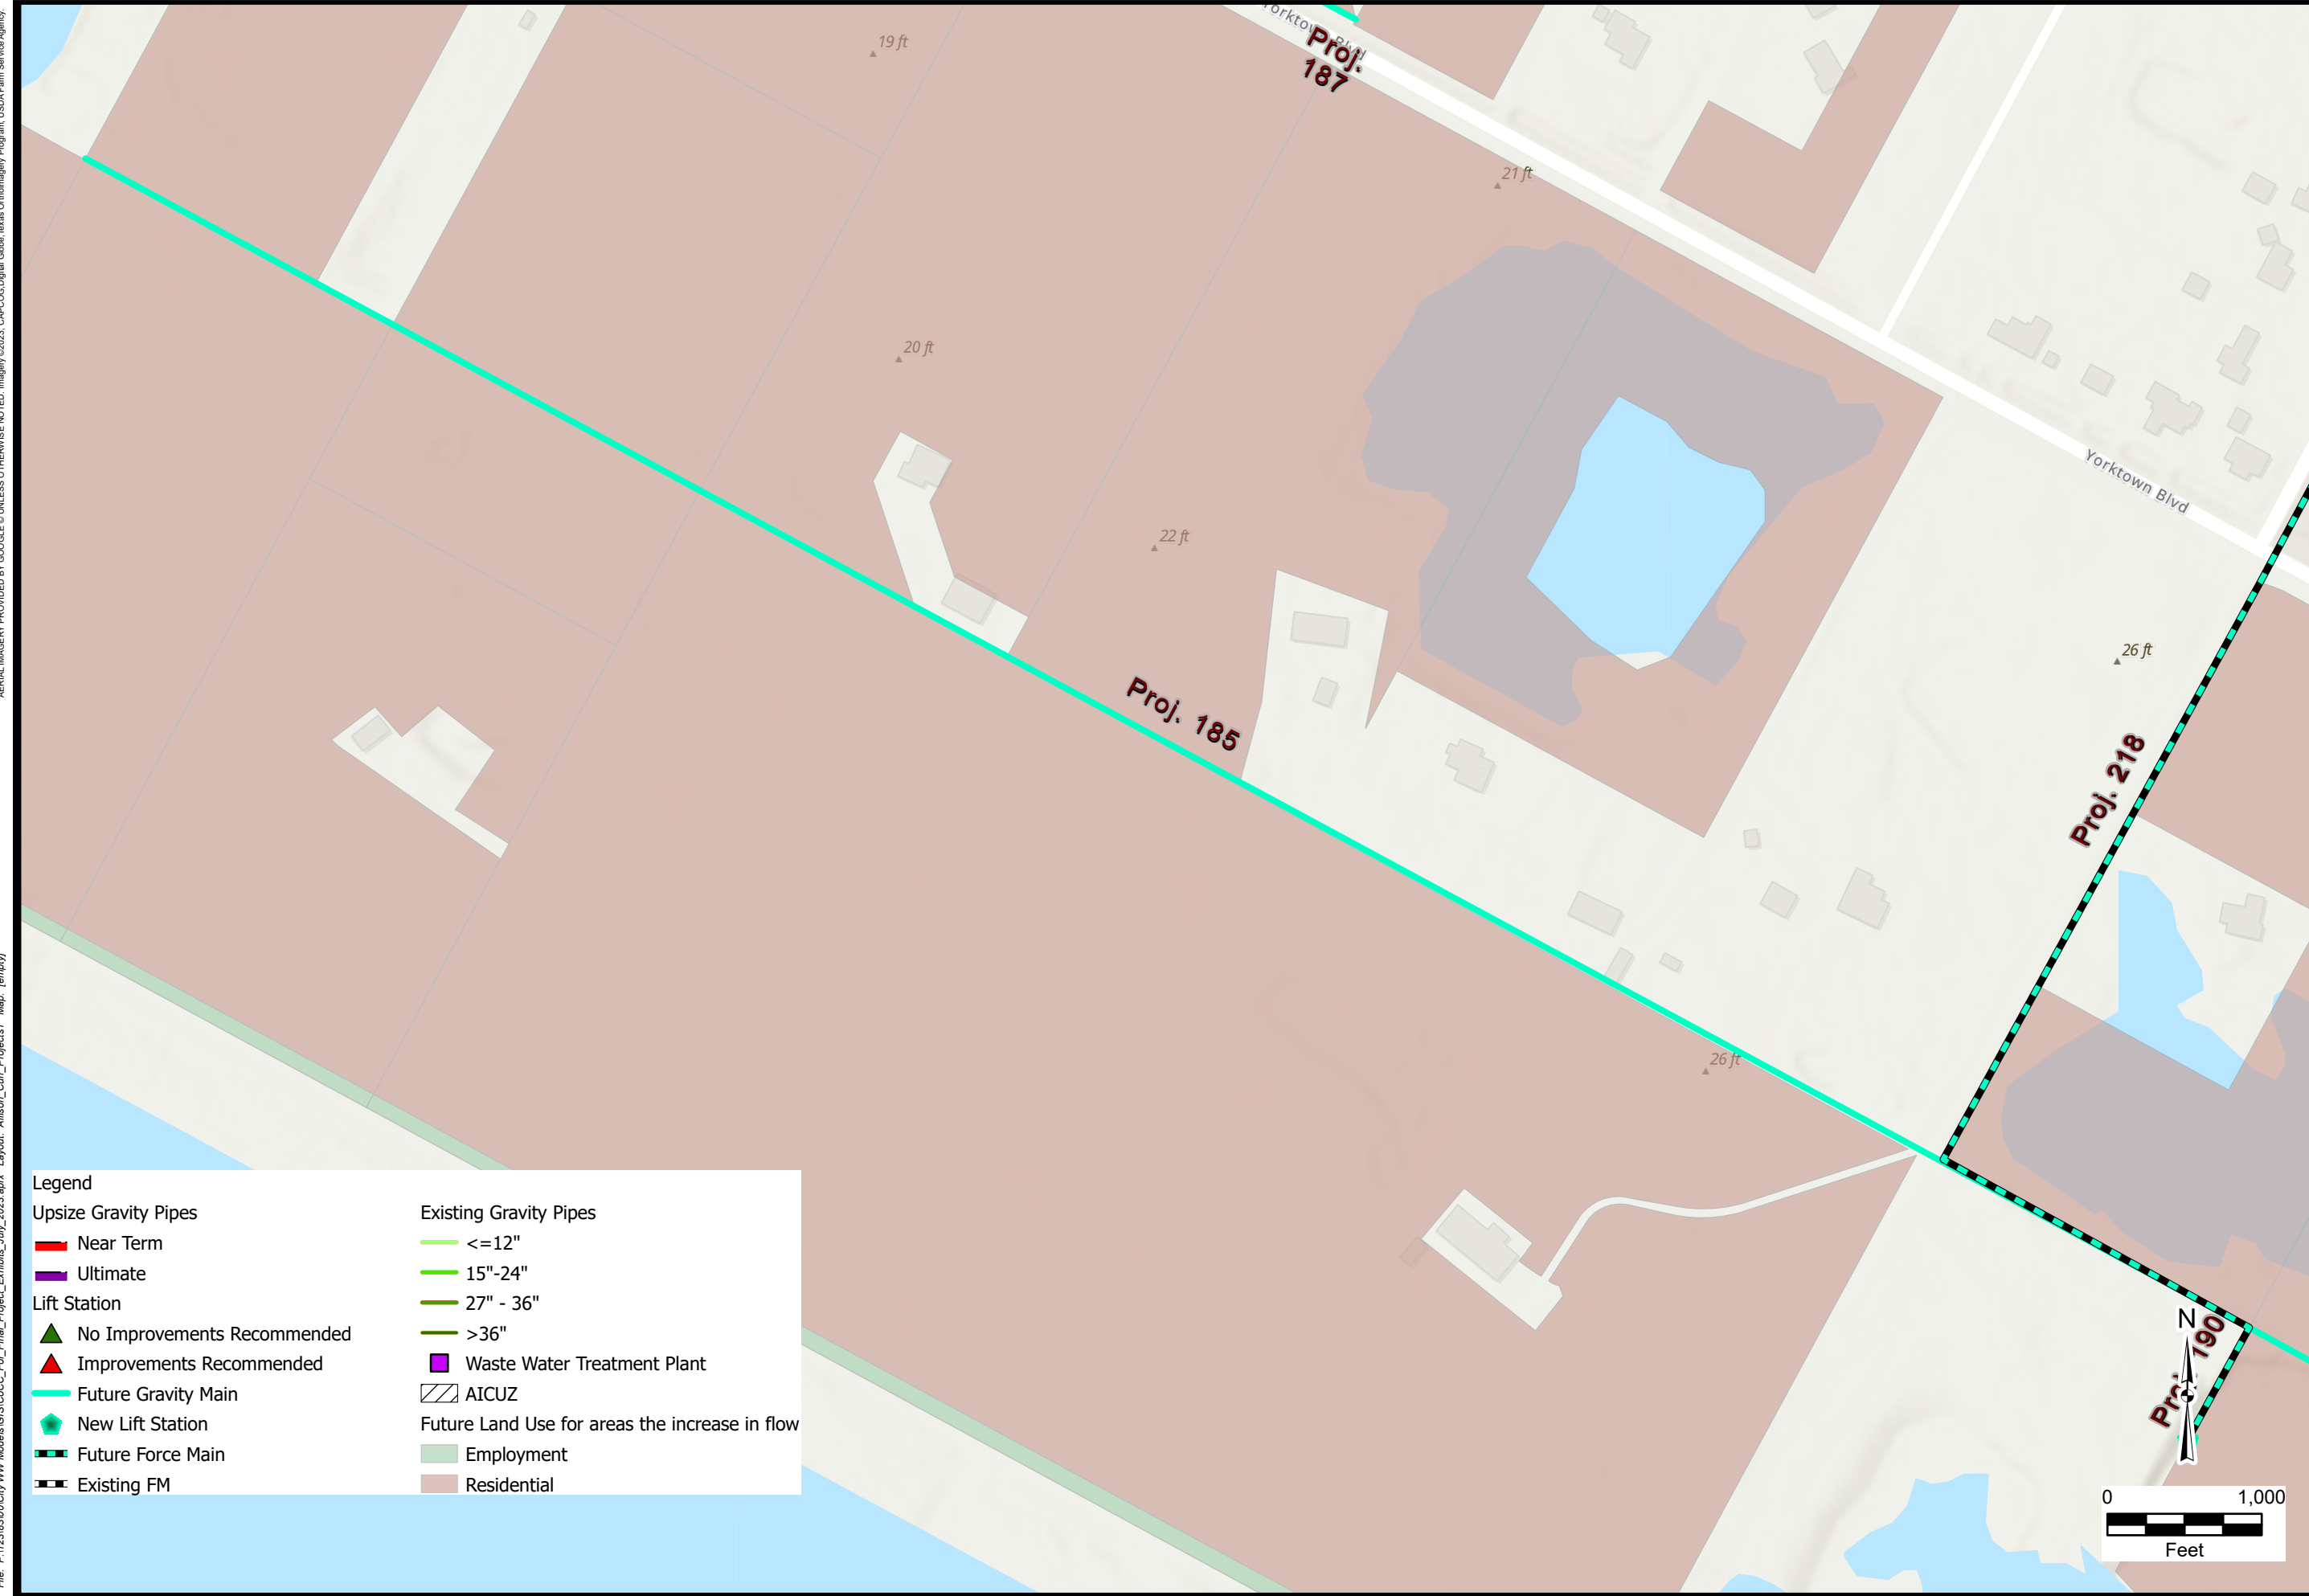 Yorktown Blvd
Proj.
187
19 ft
21 ft
20 ft
22 ft
Yorktown Blvd
26 ft
Proj. 185
Proj. 218
26 ft
190
Legend
Upsize Gravity Pipes
Near Term
Ultimate
Lift Station
No Improvements Recommended
Improvements Recommended
Future Gravity Main
New Lift Station
Future Force Main
Existing FM
Existing Gravity Pipes
<=12"
15"-24"
27" - 36"
>36"
Waste Water Treatment Plant
AICUZ
Future Land Use for areas the increase in flow
Employment
Residential
N
0 1,000
Feet